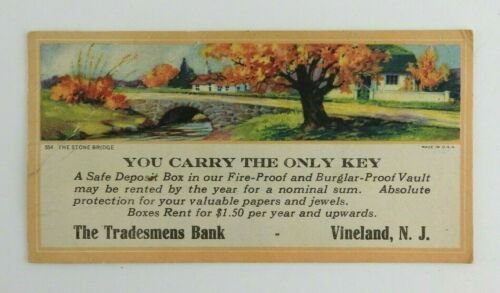 554 THE STONE BRIDGE MADE IN U.S.A.
YOU CARRY THE ONLY KEY
A Safe Deposit Box in our Fire-Proof and Burglar-Proof Vault
may be rented by the year for a nominal sum. Absolute
protection for your valuable papers and jewels.
Boxes Rent for $1.50 per year and upwards.
The Tradesmens Bank - Vineland, N. J.